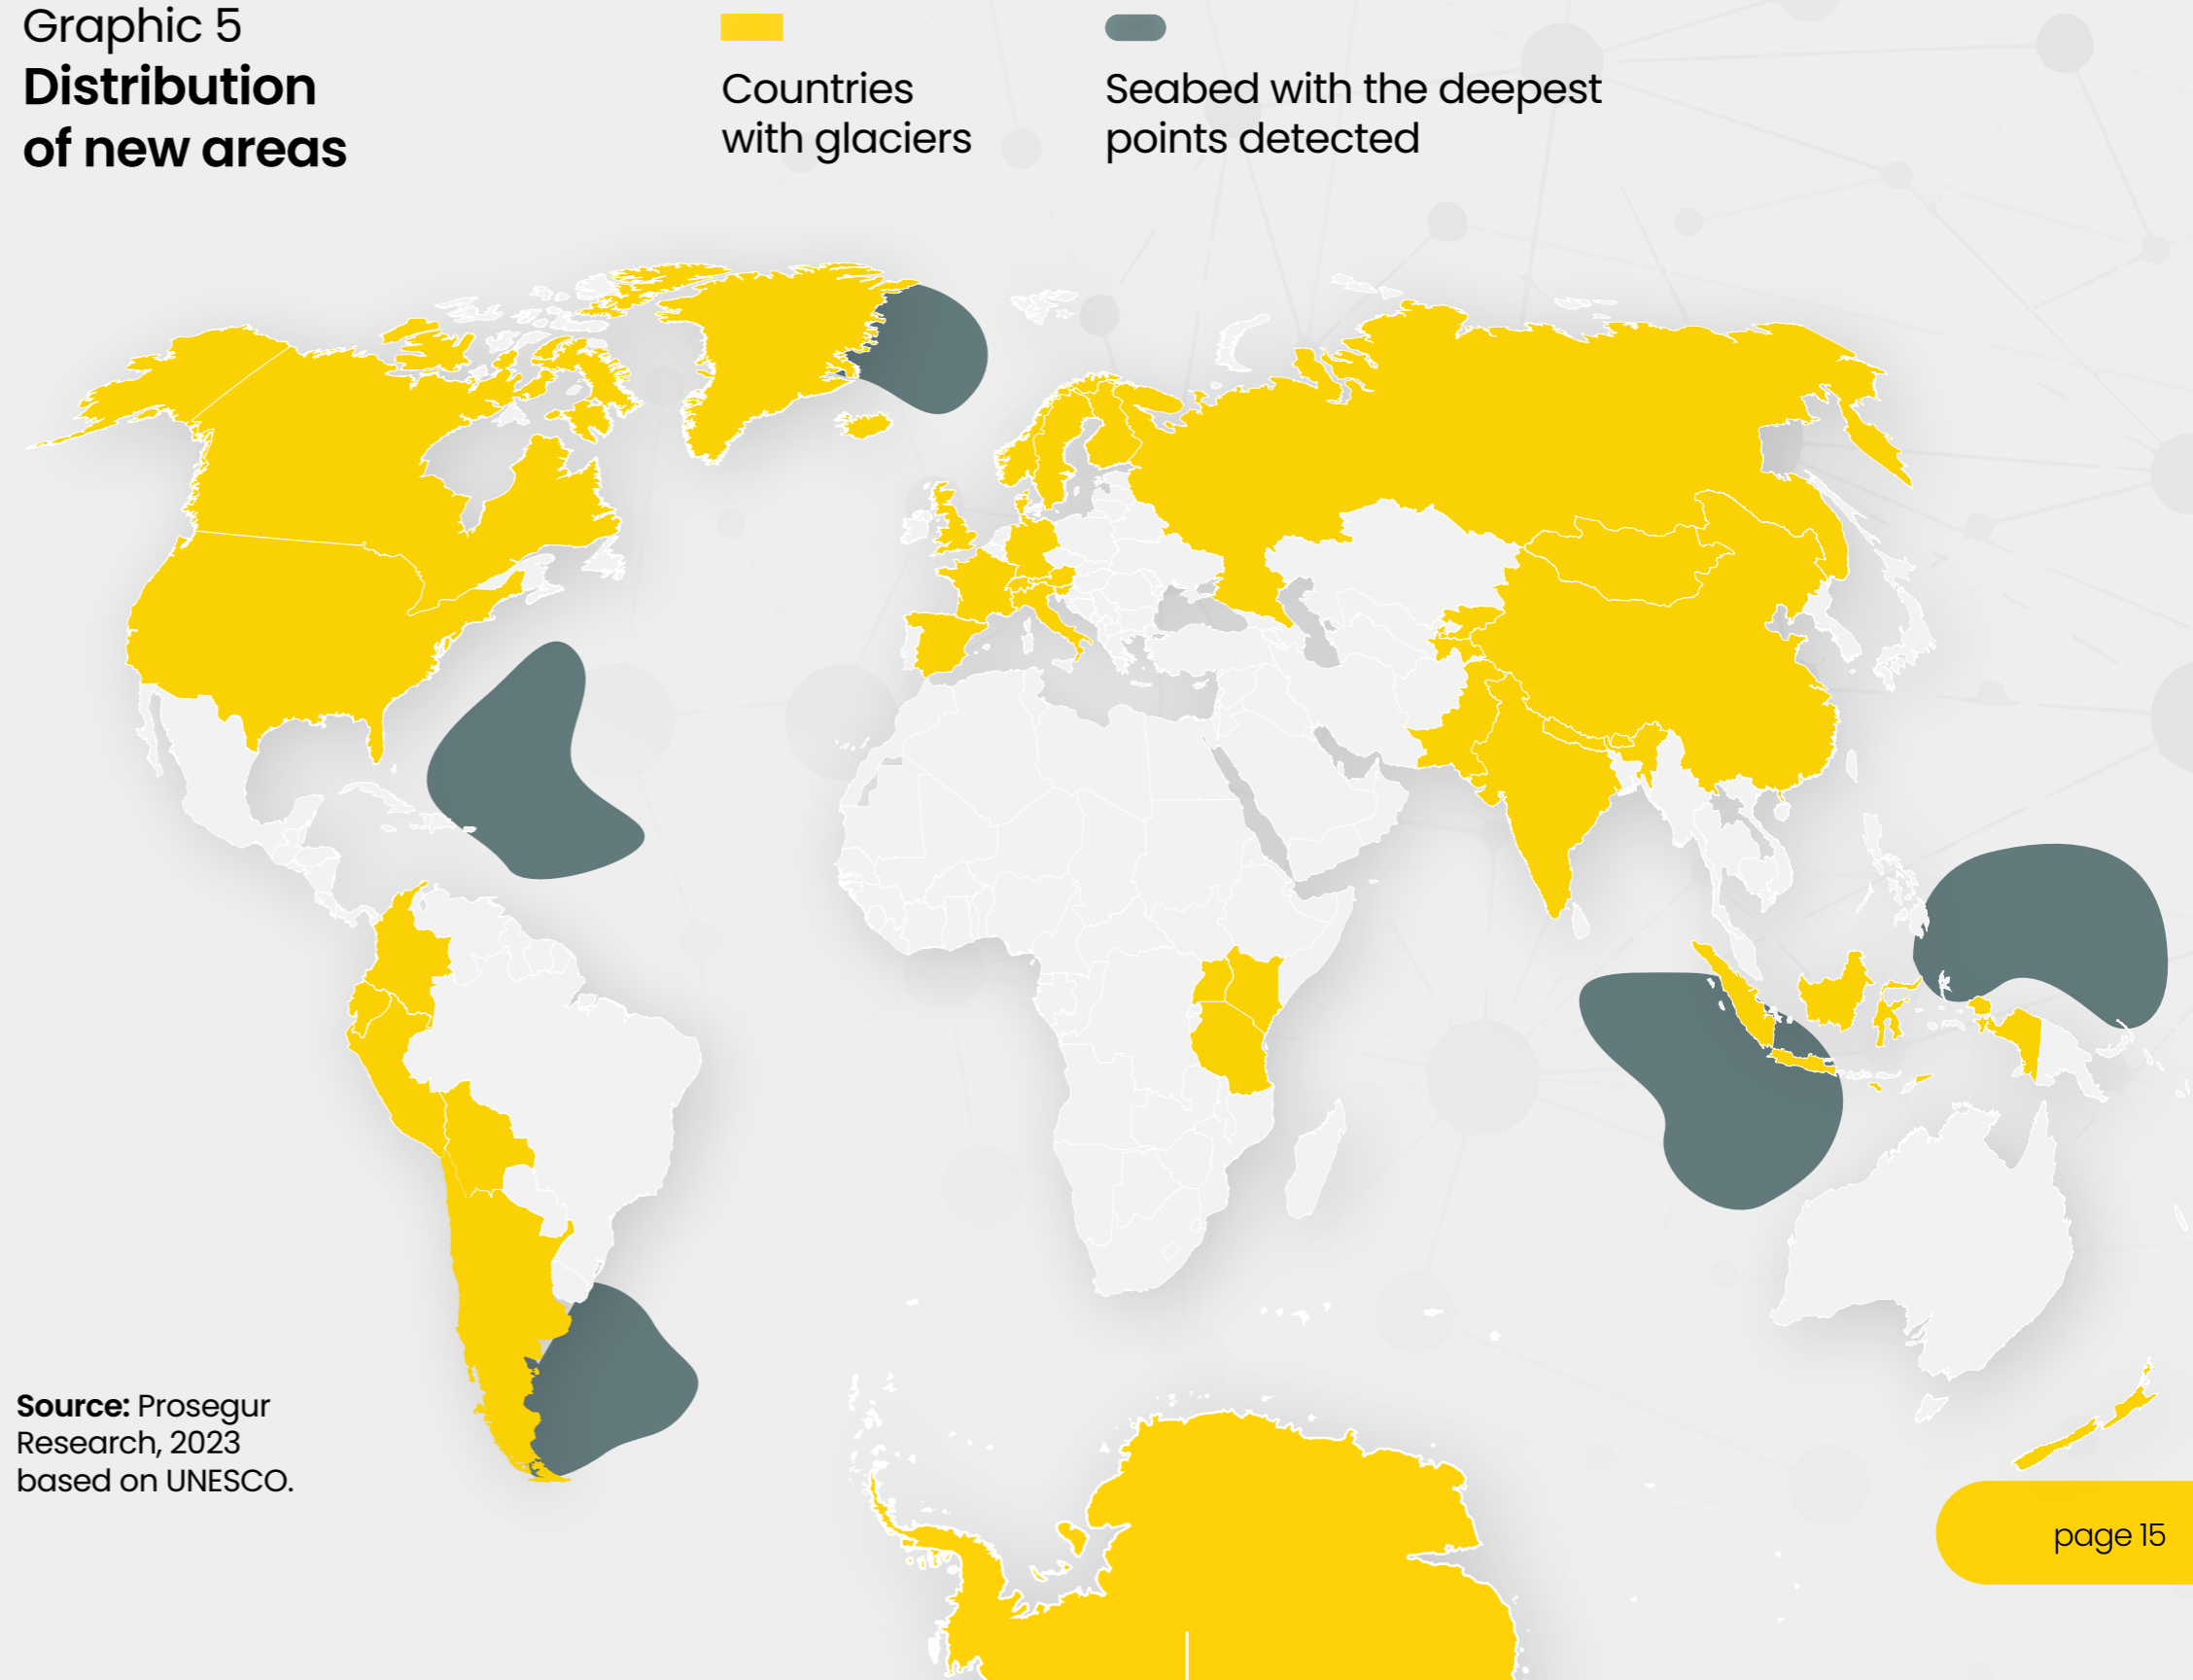 Graphic 5
Distribution
of new areas
Countries
with glaciers
Seabed with the deepest
points detected
Source: Prosegur
Research, 2023
based on UNESCO.
page 15